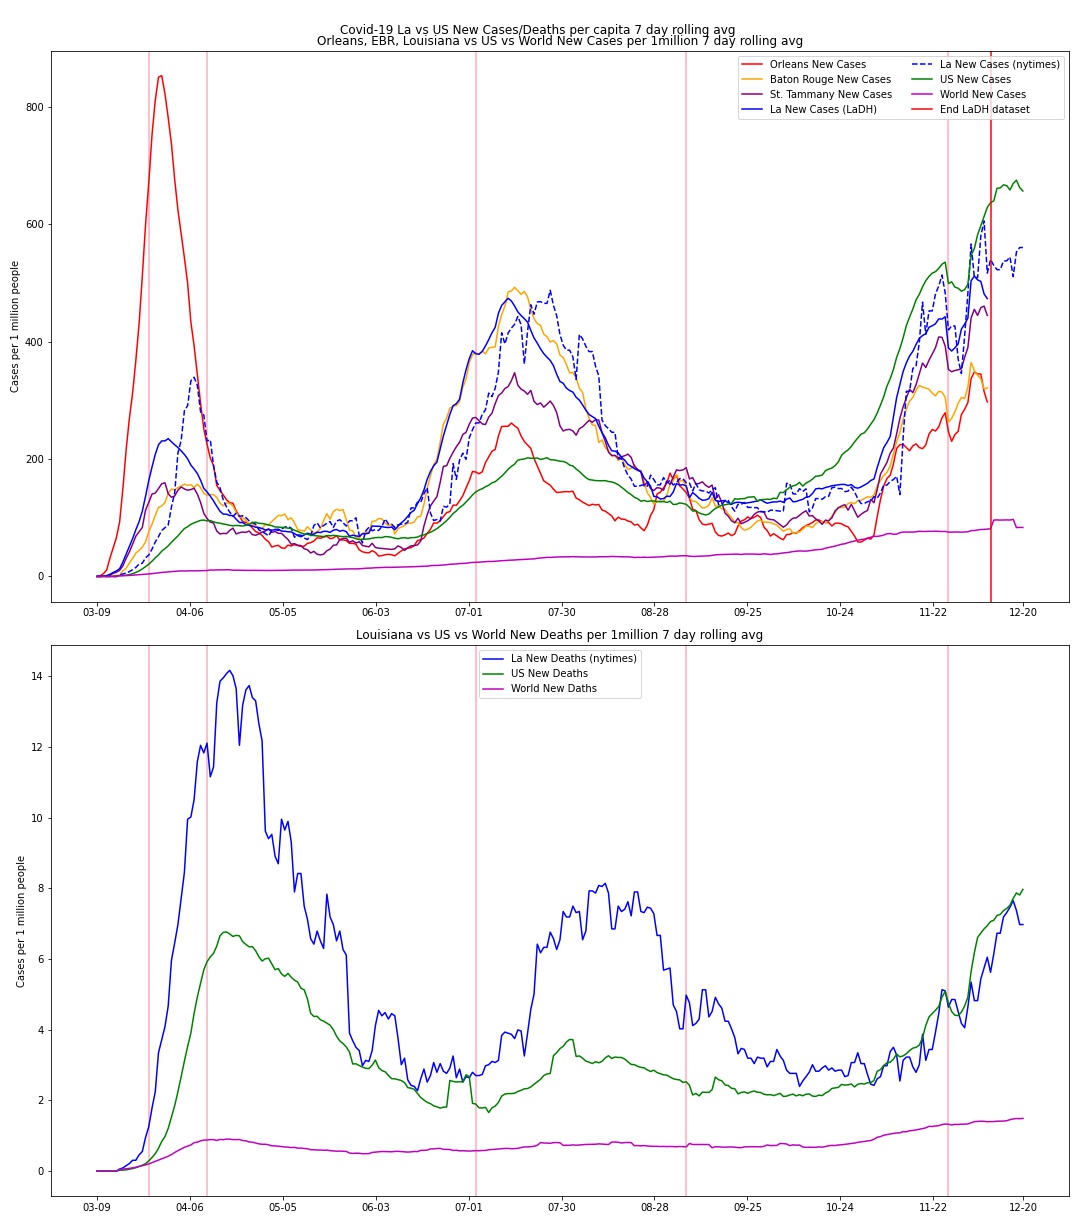 Covid-19 La vs US New Cases/Deaths per capita 7 day rolling avg
Orleans, EBR, Louisiana vs US vs World New Cases per 1million 7 day rolling avg
Orleans New Cases
Baton Rouge New Cases
St. Tammany New Cases
La New Cases (LaDH)
La New Cases (nytimes)
US New Cases
World New Cases
End LaDH dataset
Cases per 1 million people
800
600
400
200
0
03-09 04-06 05-05 06-03 07-01 07-30 08-28 09-25 10-24 11-22 12-20
Louisiana vs US vs World New Deaths per 1million 7 day rolling avg
La New Deaths (nytimes)
US New Deaths
World New Daths
Cases per 1 million people
14
12
10
8
6
4
2
0
03-09 04-06 05-05 06-03 07-01 07-30 08-28 09-25 10-24 11-22 12-20